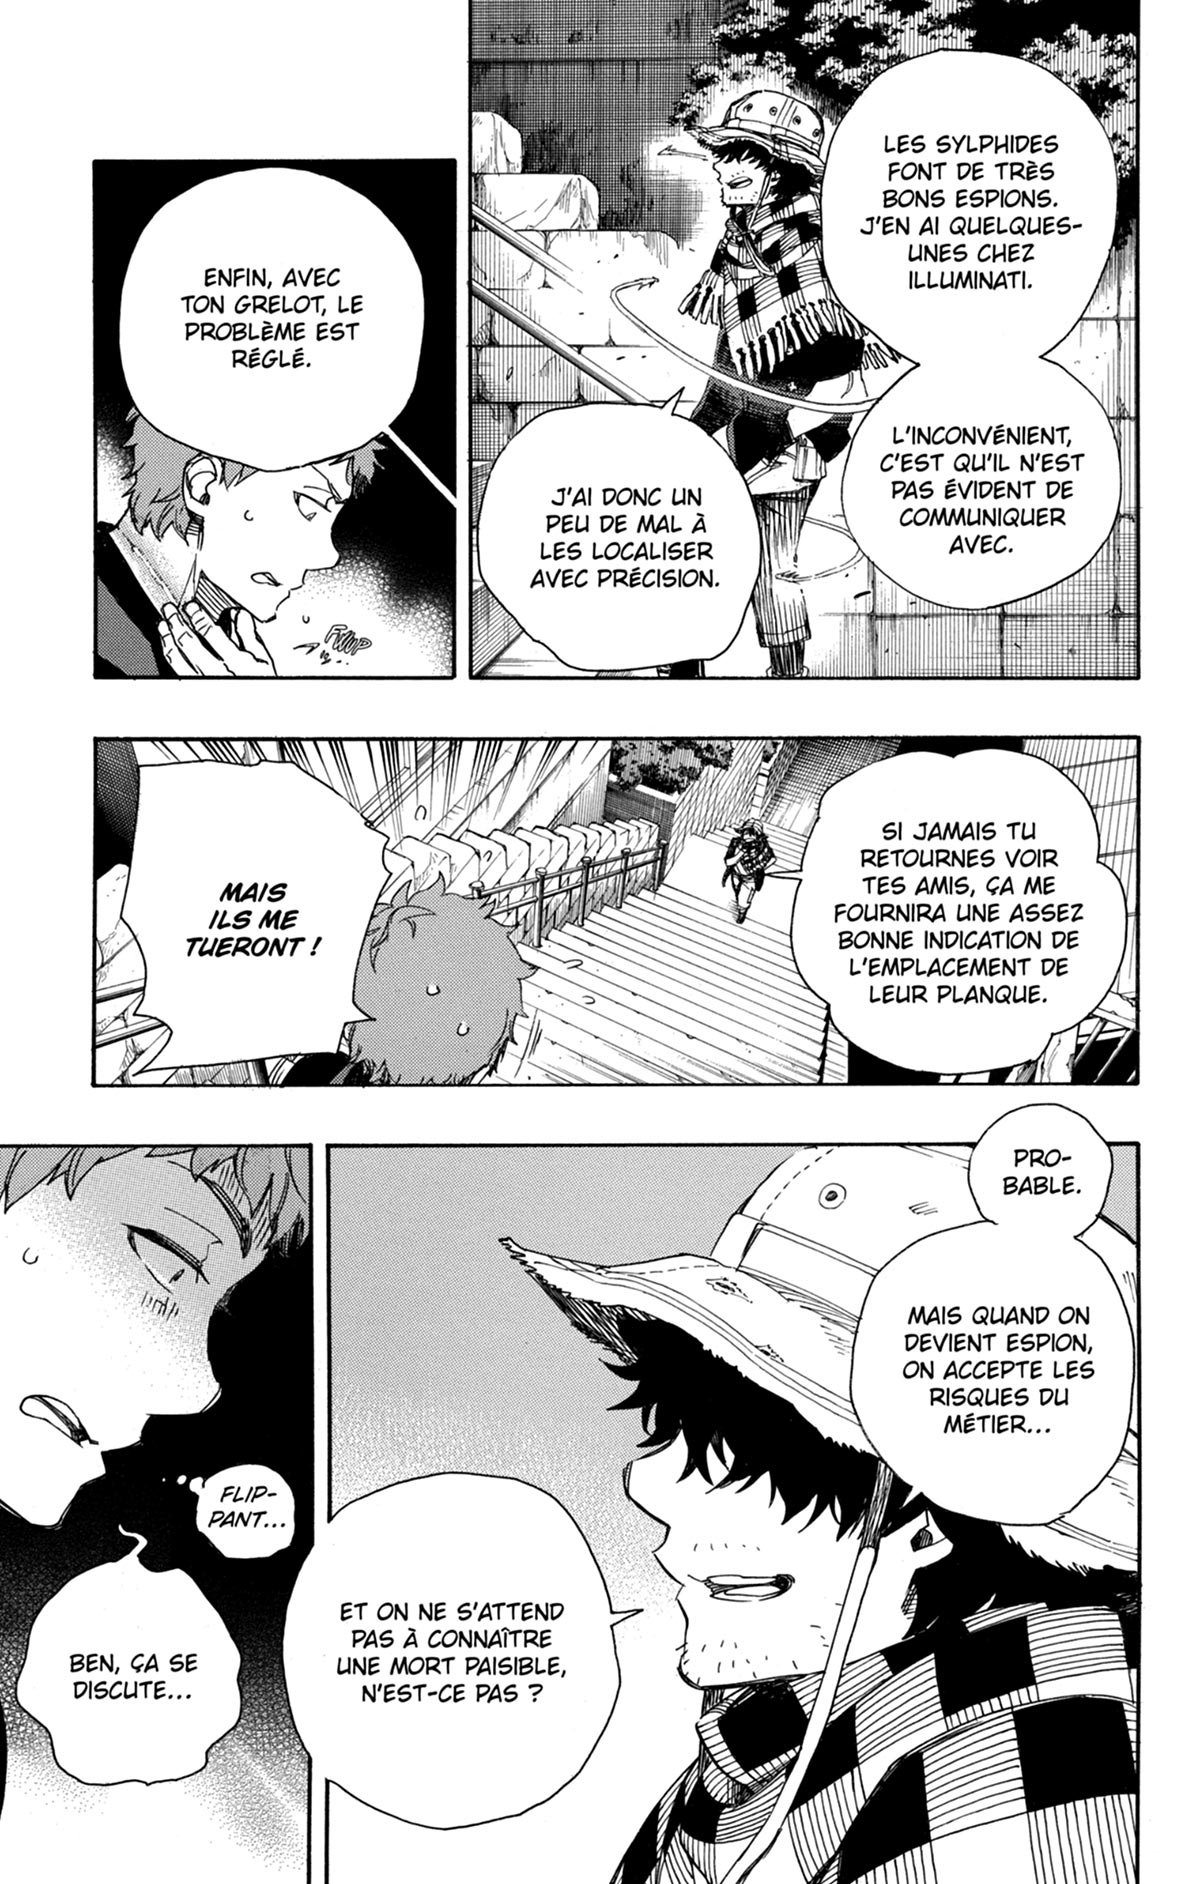 LES SYLPHIDES
FONT DE TRÈS
BONS ESPIONS.
J'EN AI QUELQUES-
UNES CHEZ
ILLUMINATI.
L'INCONVÉNIENT,
C'EST QU'IL N'EST
PAS ÉVIDENT DE
COMMUNIQUER
AVEC.
J'AI DONC UN
PEU DE MAL À
LES LOCALISER
AVEC PRÉCISION.
ENFIN, AVEC
TON GRELOT, LE
PROBLÈME EST
RÉGLÉ.
FWUP
SI JAMAIS TU
RETOURNES VOIR
TES AMIS, ÇA ME
FOURNIRA UNE ASSEZ
BONNE INDICATION DE
L'EMPLACEMENT DE
LEUR PLANQUE.
MAIS
ILS ME
TUERONT !
PRO-
BABLE.
MAIS QUAND ON
DEVIENT ESPION,
ON ACCEPTE LES
RISQUES DU
MÉTIER...
ET ON NE S'ATTEND
PAS À CONNAÎTRE
UNE MORT PAISIBLE,
N'EST-CE PAS ?
FLIP-
PANT...
BEN, ÇA SE
DISCUTE...